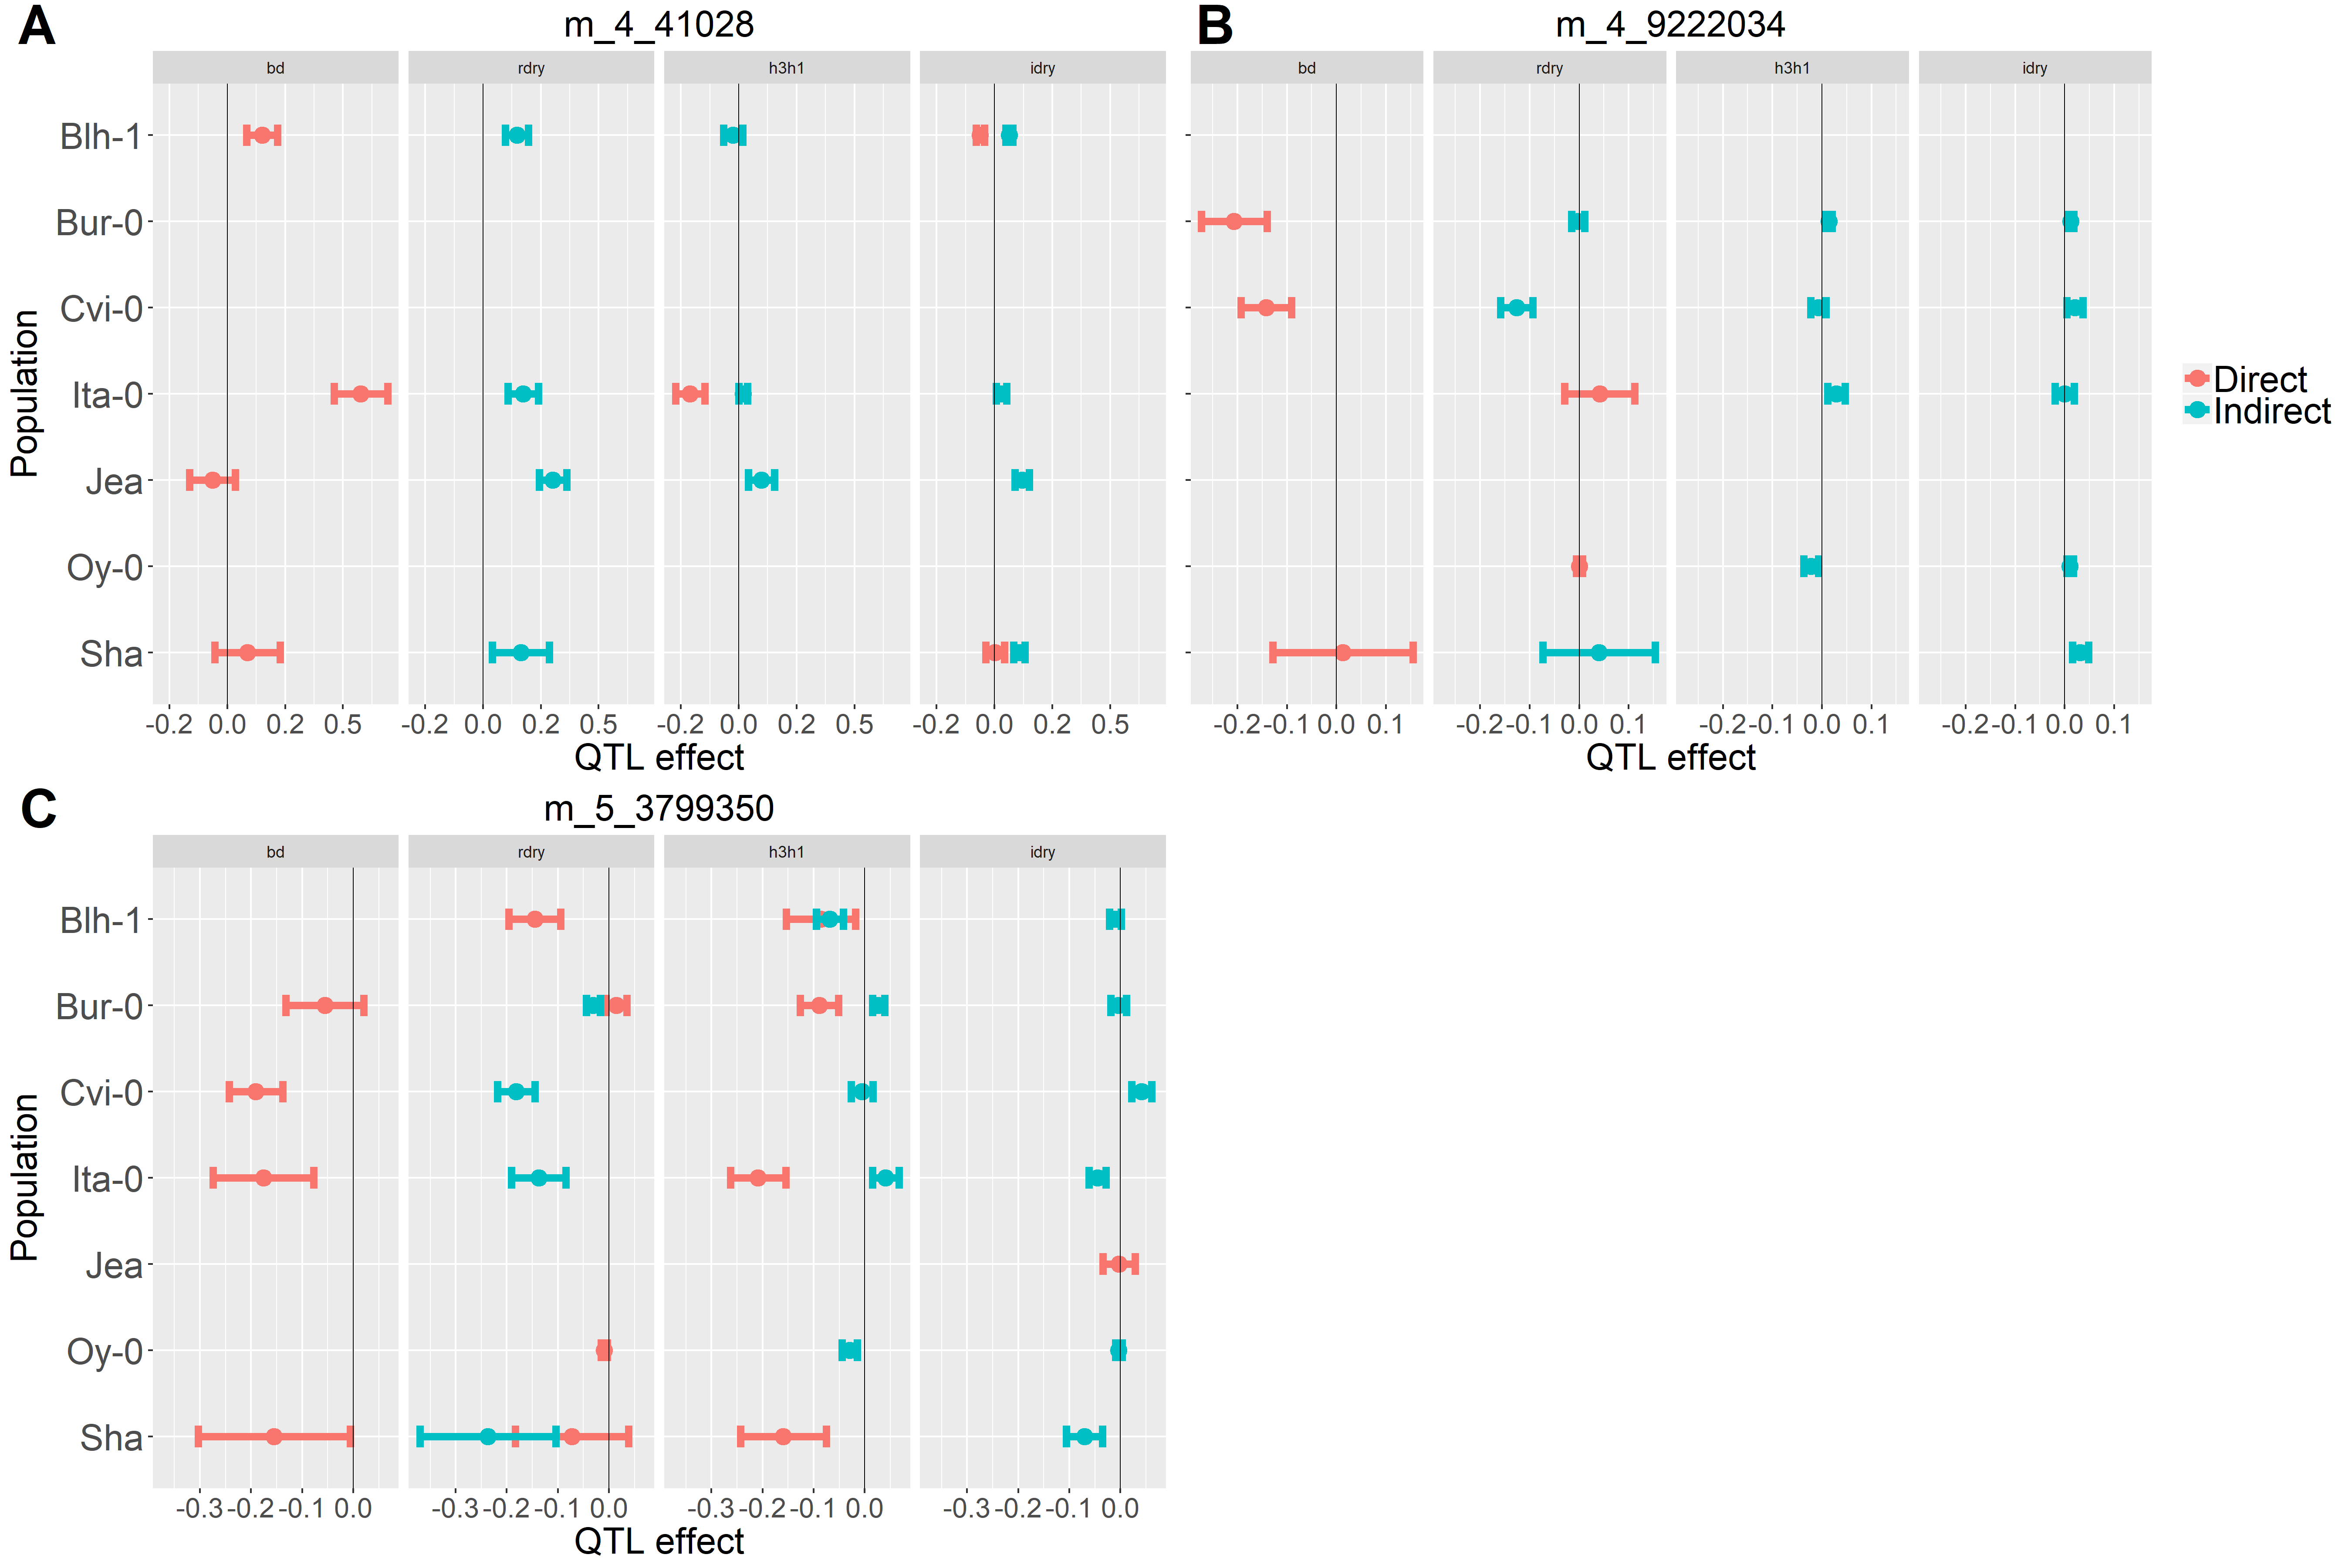 A
m_4_41028
bd rdry h3h1 idry
Population
Blh-1
Bur-0
Cvi-0
Ita-0
Jea
Oy-0
Sha
-0.2 0.0 0.2 0.5 -0.2 0.0 0.2 0.5 -0.2 0.0 0.2 0.5 -0.2 0.0 0.2 0.5
QTL effect
B
m_4_9222034
bd rdry h3h1 idry
-0.2 -0.1 0.0 0.1 -0.2 -0.1 0.0 0.1 -0.2 -0.1 0.0 0.1 -0.2 -0.1 0.0 0.1
QTL effect
Direct
Indirect
C
m_5_3799350
bd rdry h3h1 idry
Population
Blh-1
Bur-0
Cvi-0
Ita-0
Jea
Oy-0
Sha
-0.3 -0.2 -0.1 0.0 -0.3 -0.2 -0.1 0.0 -0.3 -0.2 -0.1 0.0 -0.3 -0.2 -0.1 0.0
QTL effect